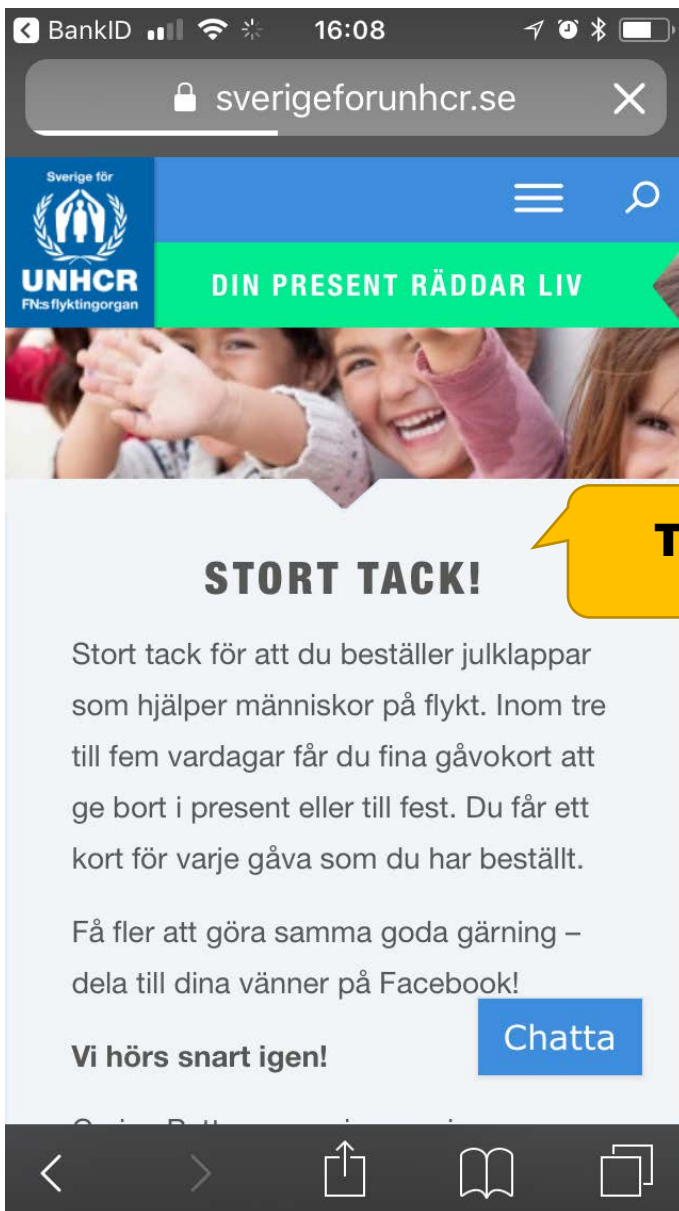 BankID
16:08
sverigeforunhcr.se
Sverige för
UNHCR
FN:s flyktingorgan
DIN PRESENT RÄDDAR LIV
T
STORT TACK!
Stort tack för att du beställer julklappar
som hjälper människor på flykt. Inom tre
till fem vardagar får du fina gåvokort att
ge bort i present eller till fest. Du får ett
kort för varje gåva som du har beställt.
Få fler att göra samma goda gärning –
dela till dina vänner på Facebook!
Chatta
Vi hörs snart igen!